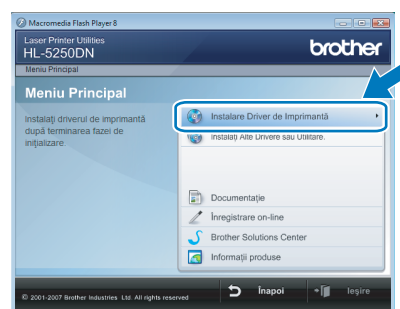 Macromedia Flash Player 8
Laser Printer Utilities
HL-5250DN
brother
Meniu Principal
Meniu Principal
Instalaţi driverul de imprimantă
după terminarea fazei de
iniţializare.
Instalare Driver de Imprimantă
Instalaţi Alte Drivere sau Utilitare.
Documentaţie
Înregistrare on-line
Brother Solutions Center
Informaţii produse
© 2001-2007 Brother Industries Ltd. All rights reserved
Înapoi
Ieşire